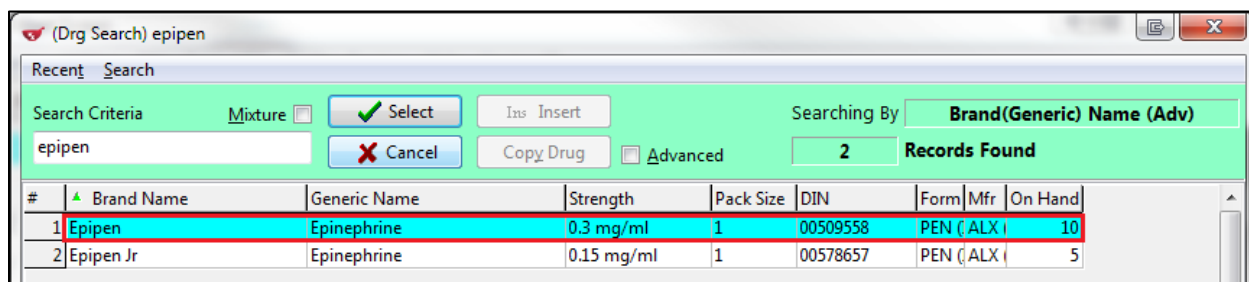 (Drg Search) epipen
X
Recent Search
Search Criteria Mixture Select Ins Insert Searching By Brand(Generic) Name (Adv)
epipen Cancel Copy Drug Advanced 2 Records Found
# Brand Name Generic Name Strength Pack Size DIN Form Mfr On Hand
1 Epipen Epinephrine 0.3 mg/ml 1 00509558 PEN ( ALX ( 10
2 Epipen Jr Epinephrine 0.15 mg/ml 1 00578657 PEN ( ALX ( 5